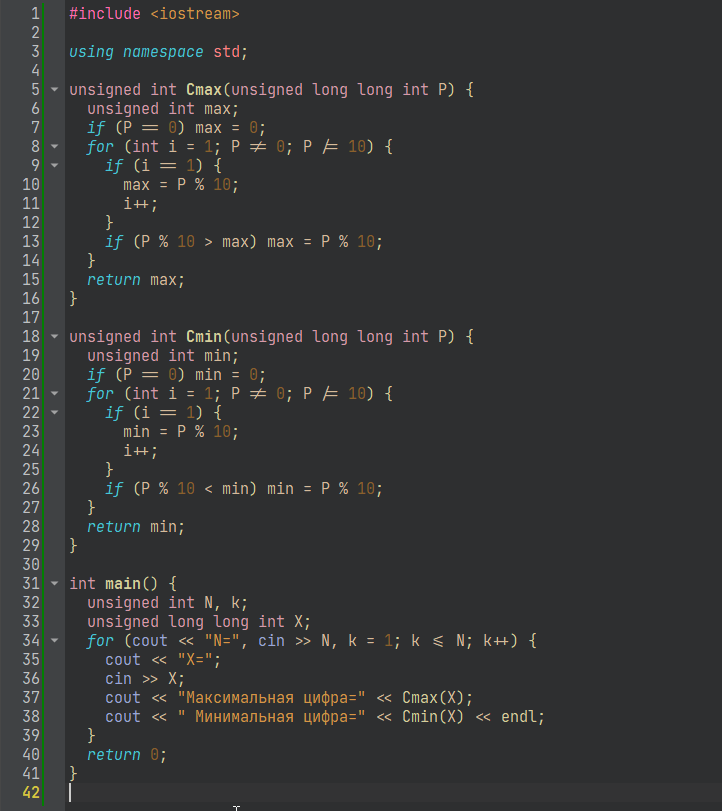 1 #include <iostream>
2
3 using namespace std;
4
5 unsigned int Cmax(unsigned long long int P) {
6   unsigned int max;
7   if (P == 0) max = 0;
8   for (int i = 1; P != 0; P /= 10) {
9     if (i == 1) {
10       max = P % 10;
11       i++;
12     }
13     if (P % 10 > max) max = P % 10;
14   }
15   return max;
16 }
17
18 unsigned int Cmin(unsigned long long int P) {
19   unsigned int min;
20   if (P == 0) min = 0;
21   for (int i = 1; P != 0; P /= 10) {
22     if (i == 1) {
23       min = P % 10;
24       i++;
25     }
26     if (P % 10 < min) min = P % 10;
27   }
28   return min;
29 }
30
31 int main() {
32   unsigned int N, k;
33   unsigned long long int X;
34   for (cout << "N=", cin >> N, k = 1; k <= N; k++) {
35     cout << "X=";
36     cin >> X;
37     cout << "Максимальная цифра=" << Cmax(X);
38     cout << " Минимальная цифра=" << Cmin(X) << endl;
39   }
40   return 0;
41 }
42